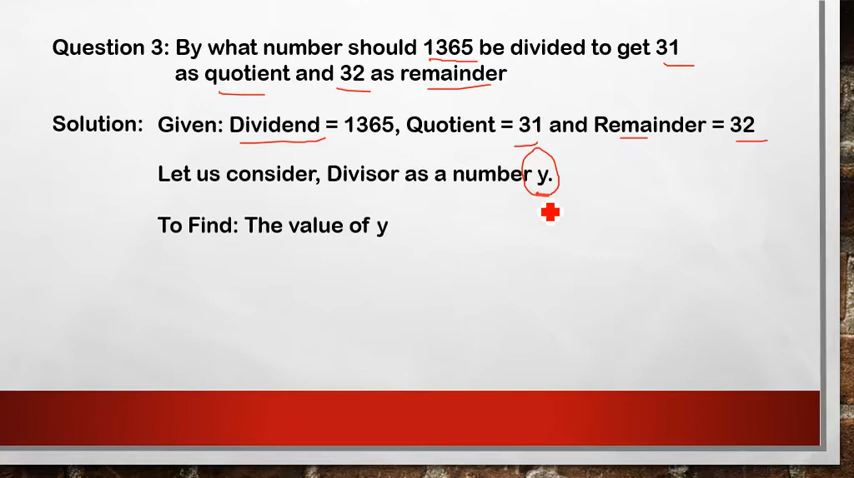 Question 3: By what number should 1365 be divided to get 31
as quotient and 32 as remainder
Solution: Given: Dividend = 1365, Quotient = 31 and Remainder = 32
Let us consider, Divisor as a number y.
To Find: The value of y